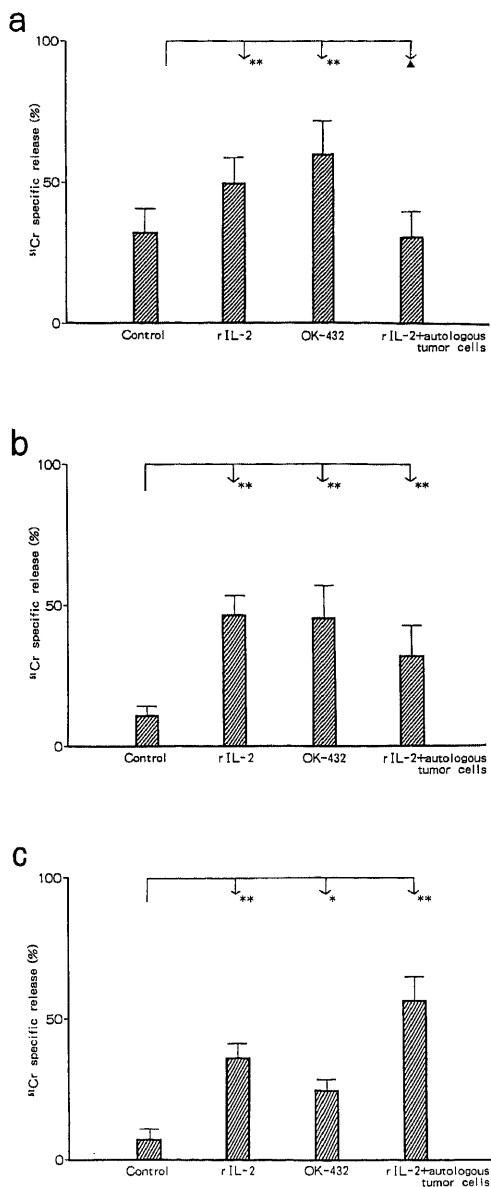 a
100
50
0
⁵¹Cr specific release (%)
** ** ▲
Control rIL-2 OK-432 rIL-2+autologous
tumor cells
b
100
50
0
⁵¹Cr specific release (%)
** ** **
Control rIL-2 OK-432 rIL-2+autologous
tumor cells
c
100
50
0
⁵¹Cr specific release (%)
** * **
Control rIL-2 OK-432 rIL-2+autologous
tumor cells